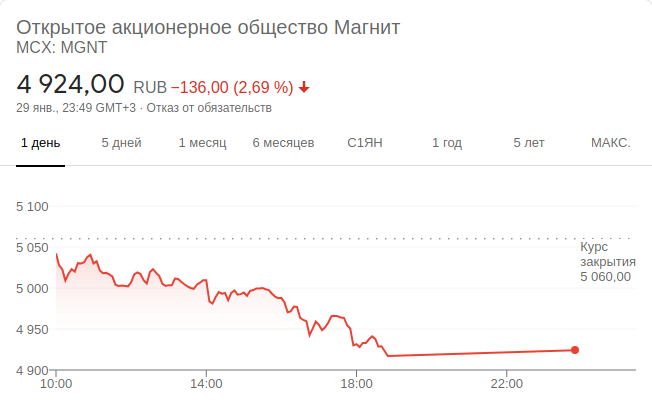 Открытое акционерное общество Магнит
MCX: MGNT
4 924,00 RUB −136,00 (2,69 %)
29 янв., 23:49 GMT+3 · Отказ от обязательств
1 день 5 дней 1 месяц 6 месяцев С1ЯН 1 год 5 лет МАКС.
5 100
5 050
5 000
4 950
4 900
Курс
закрытия
5 060,00
10:00 14:00 18:00 22:00